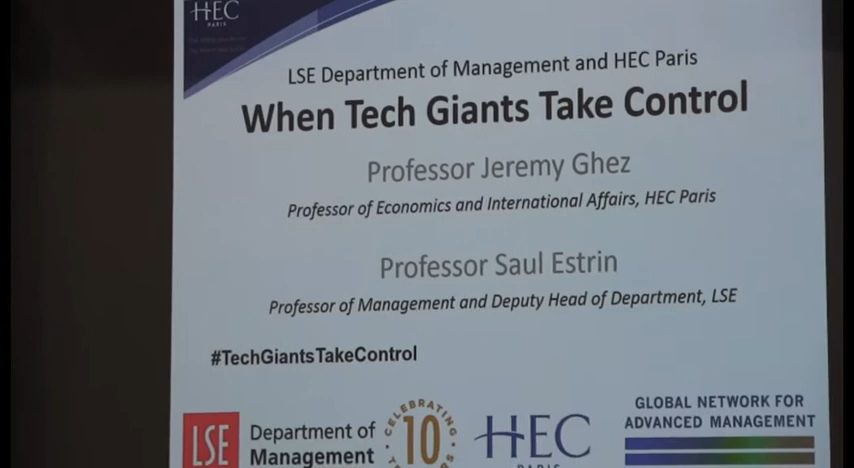 HEC
PARIS
LSE Department of Management and HEC Paris
When Tech Giants Take Control
Professor Jeremy Ghez
Professor of Economics and International Affairs, HEC Paris
Professor Saul Estrin
Professor of Management and Deputy Head of Department, LSE
#TechGiantsTakeControl
LSE
Department of
Management
CELEBRATING
10
HEC
PARIS
GLOBAL NETWORK FOR
ADVANCED MANAGEMENT